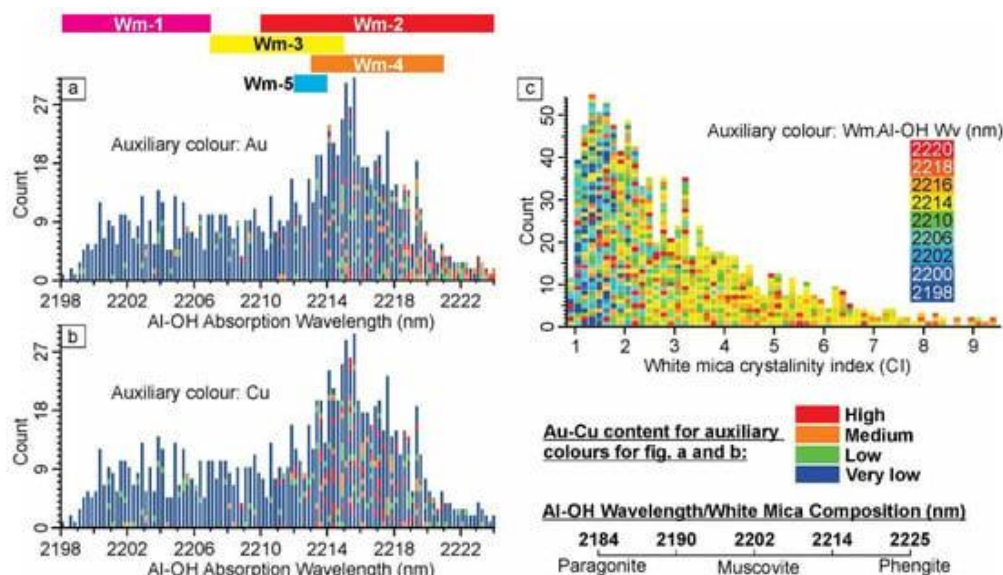 Wm-1
Wm-2
Wm-3
Wm-4
Wm-5
a
Auxiliary colour: Au
Count
27
18
9
0
2198 2202 2206 2210 2214 2218 2222
Al-OH Absorption Wavelength (nm)
b
Auxiliary colour: Cu
Count
27
18
9
0
2198 2202 2206 2210 2214 2218 2222
Al-OH Absorption Wavelength (nm)
c
Auxiliary colour: Wm.Al-OH Wv (nm)
2220
2218
2216
2214
2210
2206
2202
2200
2198
Count
50
40
30
20
10
0
1 2 3 4 5 6 7 8 9
White mica crystalinity index (CI)
Au-Cu content for auxiliary
colours for fig. a and b:
High
Medium
Low
Very low
Al-OH Wavelength/White Mica Composition (nm)
2184 2190 2202 2214 2225
Paragonite Muscovite Phengite